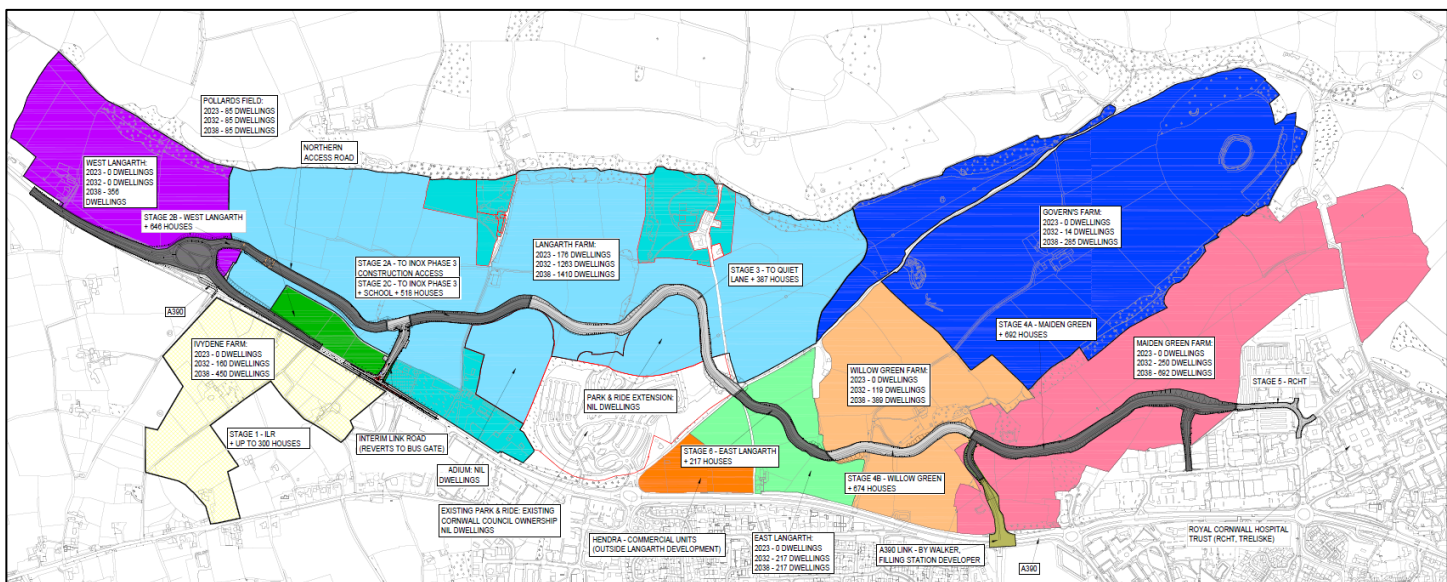 POLLARDS FIELD:
2023 - 85 DWELLINGS
2032 - 85 DWELLINGS
2038 - 85 DWELLINGS
NORTHERN
ACCESS ROAD
WEST LANGARTH:
2023 - 0 DWELLINGS
2032 - 0 DWELLINGS
2038 - 356
DWELLINGS
STAGE 2B - WEST LANGARTH
+ 646 HOUSES
STAGE 2A - TO INOX PHASE 3
CONSTRUCTION ACCESS
STAGE 2C - TO INOX PHASE 3
+ SCHOOL + 518 HOUSES
LANGARTH FARM:
2023 - 176 DWELLINGS
2032 - 1263 DWELLINGS
2038 - 1410 DWELLINGS
STAGE 3 - TO QUIET
LANE + 387 HOUSES
GOVERN'S FARM:
2023 - 0 DWELLINGS
2032 - 14 DWELLINGS
2038 - 285 DWELLINGS
STAGE 4A - MAIDEN GREEN
+ 692 HOUSES
MAIDEN GREEN FARM:
2023 - 0 DWELLINGS
2032 - 250 DWELLINGS
2038 - 692 DWELLINGS
STAGE 5 - RCHT
A390
IVYDENE FARM:
2023 - 0 DWELLINGS
2032 - 160 DWELLINGS
2038 - 450 DWELLINGS
WILLOW GREEN FARM:
2023 - 0 DWELLINGS
2032 - 119 DWELLINGS
2038 - 389 DWELLINGS
PARK & RIDE EXTENSION:
NIL DWELLINGS
STAGE 1 - ILR
+ UP TO 300 HOUSES
INTERIM LINK ROAD
(REVERTS TO BUS GATE)
STAGE 6 - EAST LANGARTH
+ 217 HOUSES
ADIUM: NIL
DWELLINGS
STAGE 4B - WILLOW GREEN
+ 674 HOUSES
EXISTING PARK & RIDE: EXISTING
CORNWALL COUNCIL OWNERSHIP
NIL DWELLINGS
HENDRA - COMMERCIAL UNITS
(OUTSIDE LANGARTH DEVELOPMENT)
EAST LANGARTH:
2023 - 0 DWELLINGS
2032 - 217 DWELLINGS
2038 - 217 DWELLINGS
A390 LINK - BY WALKER,
FILLING STATION DEVELOPER
A390
ROYAL CORNWALL HOSPITAL
TRUST (RCHT, TRELISKE)